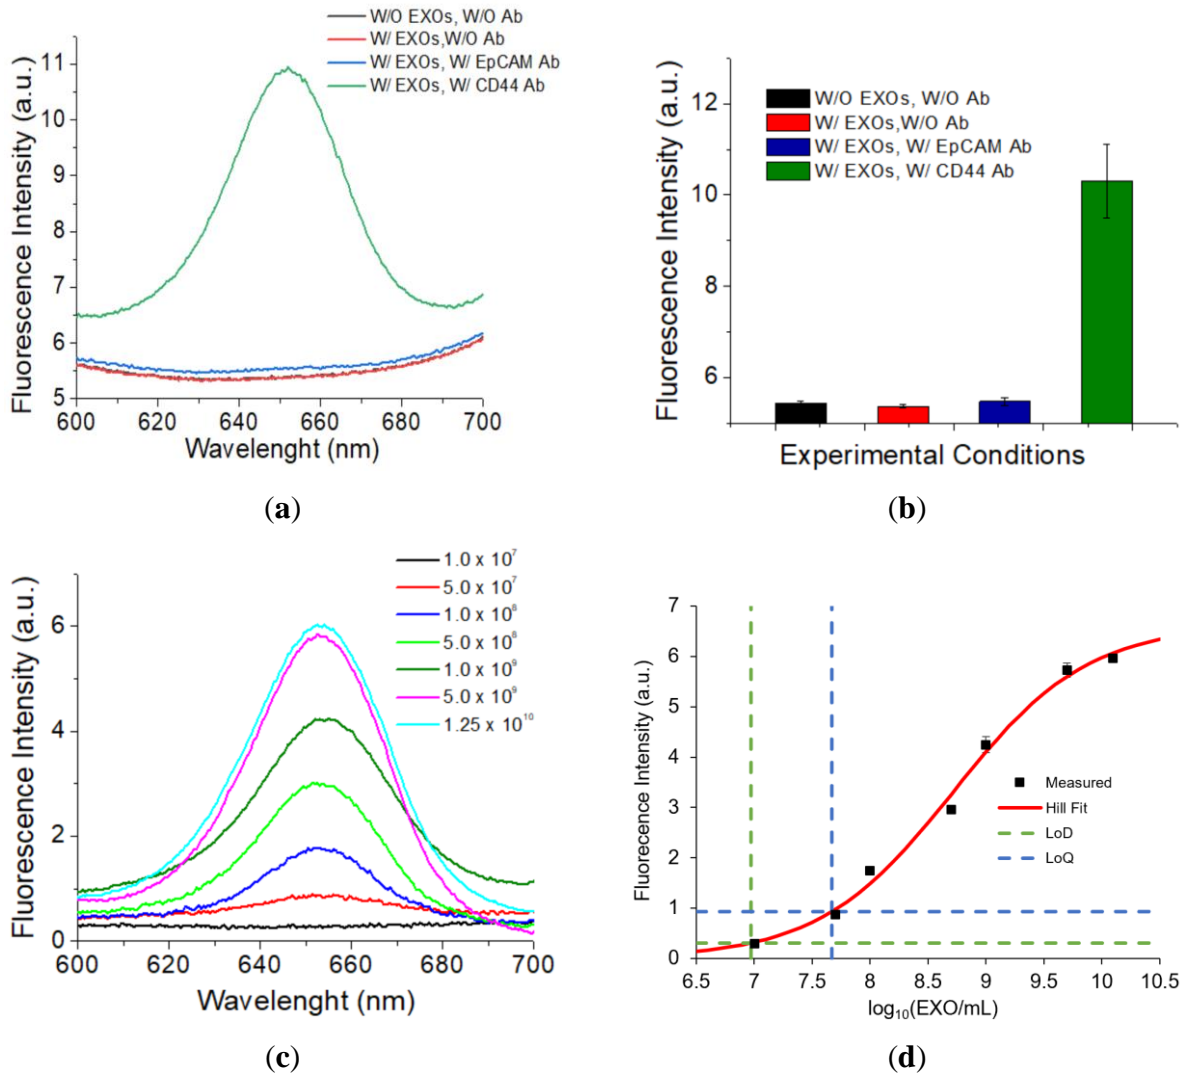 W/O EXOs, W/O Ab
W/ EXOs,W/O Ab
W/ EXOs, W/ EpCAM Ab
W/ EXOs, W/ CD44 Ab
Fluorescence Intensity (a.u.)
11
10
9
8
7
6
5
600 620 640 660 680 700
Wavelenght (nm)
(a)
W/O EXOs, W/O Ab
W/ EXOs,W/O Ab
W/ EXOs, W/ EpCAM Ab
W/ EXOs, W/ CD44 Ab
Fluorescence Intensity (a.u.)
12
10
8
6
Experimental Conditions
(b)
1.0 x 10⁷
5.0 x 10⁷
1.0 x 10⁸
5.0 x 10⁸
1.0 x 10⁹
5.0 x 10⁹
1.25 x 10¹⁰
Fluorescence Intensity (a.u.)
6
4
2
0
600 620 640 660 680 700
Wavelenght (nm)
(c)
Fluorecence Intensity (a.u.)
7
6
5
4
3
2
1
0
Measured
Hill Fit
LoD
LoQ
6.5 7 7.5 8 8.5 9 9.5 10 10.5
log₁₀(EXO/mL)
(d)